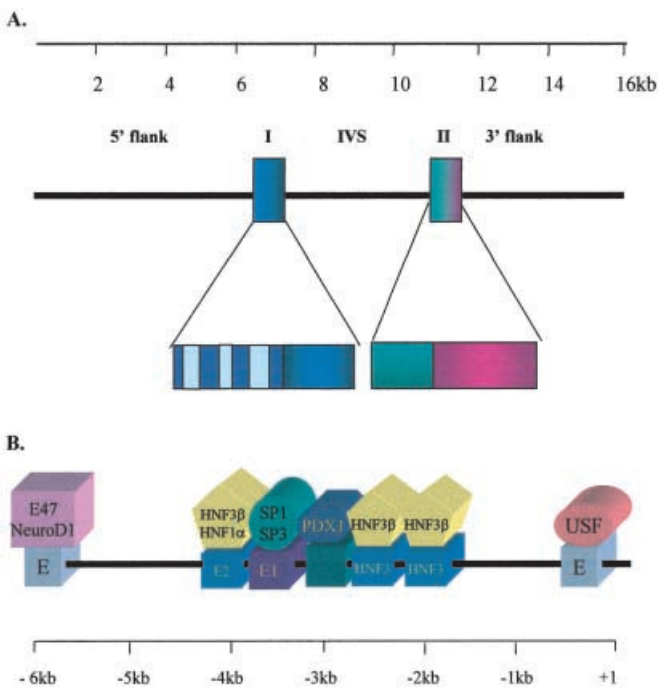 A.
2 4 6 8 10 12 14 16kb
5' flank I IVS II 3' flank
B.
E47 NeuroD1
HNF3β HNF1α
SP1 SP3
PDX1
HNF3β
HNF3β
USF
E
E2
E1
HNF3
HNF3
E
- 6kb -5kb -4kb -3kb -2kb -1kb +1